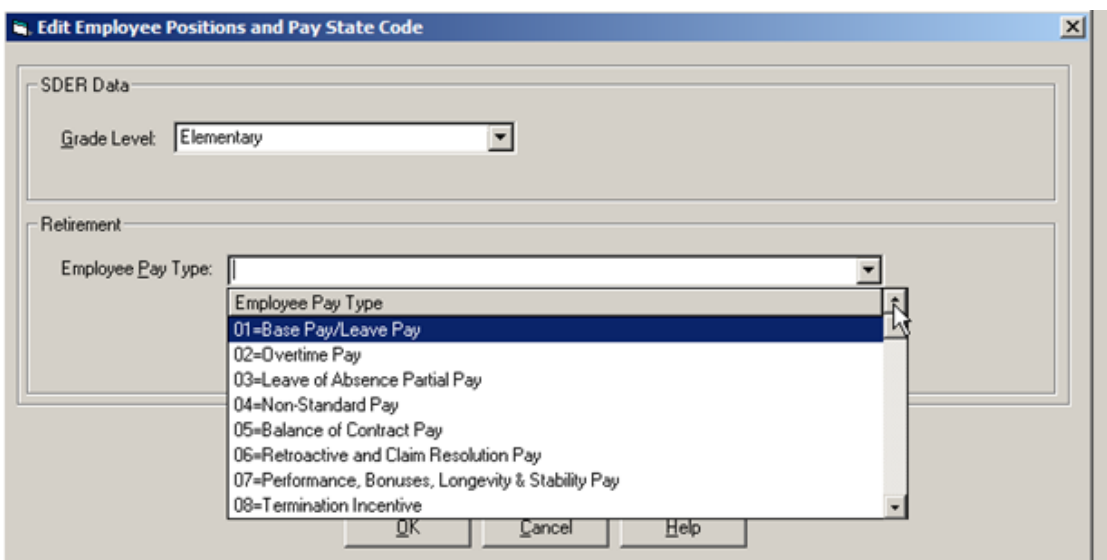 Edit Employee Positions and Pay State Code
SDER Data
Grade Level: Elementary
Retirement
Employee Pay Type:
Employee Pay Type
01=Base Pay/Leave Pay
02=Overtime Pay
03=Leave of Absence Partial Pay
04=Non-Standard Pay
05=Balance of Contract Pay
06=Retroactive and Claim Resolution Pay
07=Performance, Bonuses, Longevity & Stability Pay
08=Termination Incentive
OK Cancel Help